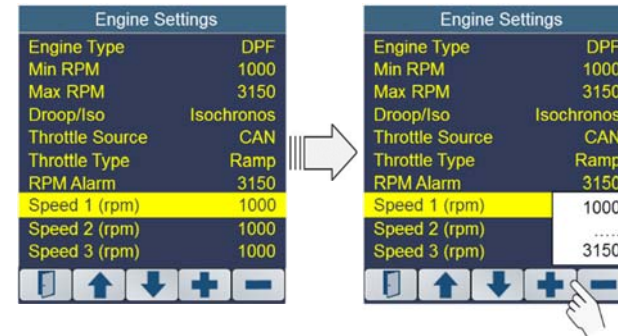 Engine Settings
Engine Type DPF
Min RPM 1000
Max RPM 3150
Droop/Iso Isochronos
Throttle Source CAN
Throttle Type Ramp
RPM Alarm 3150
Speed 1 (rpm) 1000
Speed 2 (rpm) 1000
Speed 3 (rpm) 1000
Engine Settings
Engine Type DPF
Min RPM 1000
Max RPM 3150
Droop/Iso Isochronos
Throttle Source CAN
Throttle Type Ramp
RPM Alarm 3150
Speed 1 (rpm) 1000
Speed 2 (rpm) .....
Speed 3 (rpm) 3150